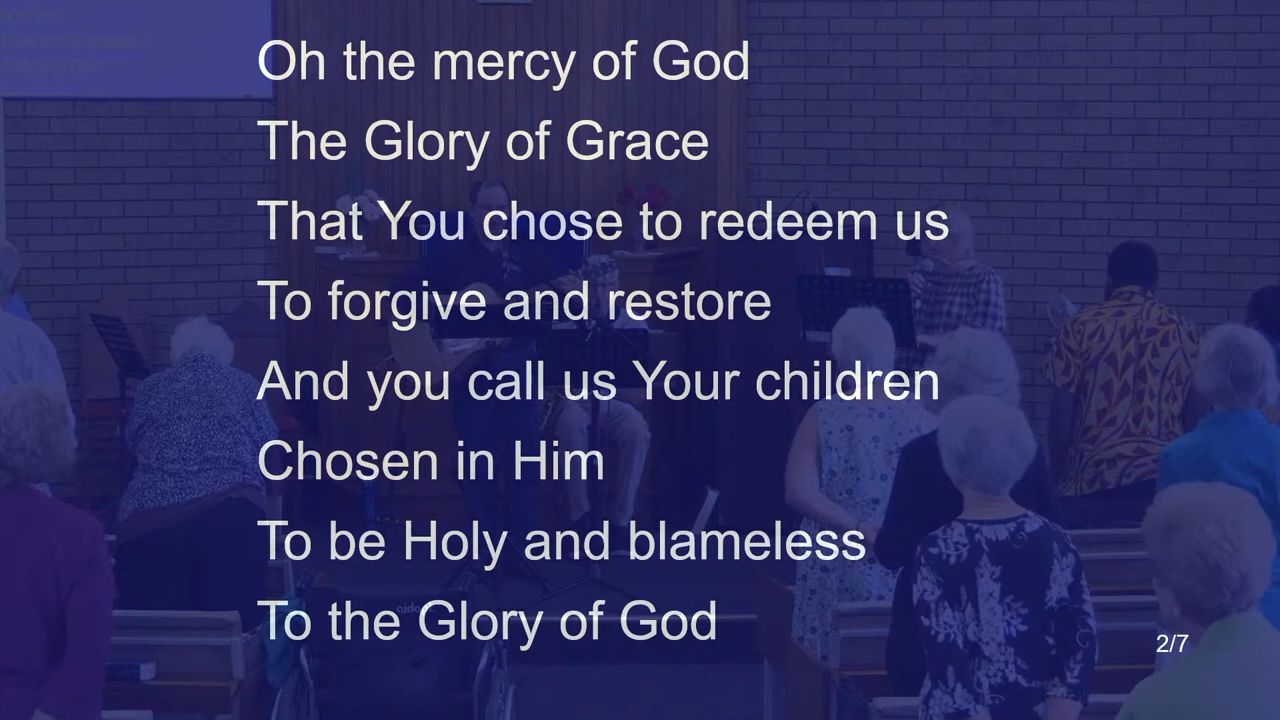 Oh the mercy of God
The Glory of Grace
That You chose to redeem us
To forgive and restore
And you call us Your children
Chosen in Him
To be Holy and blameless
To the Glory of God
2/7